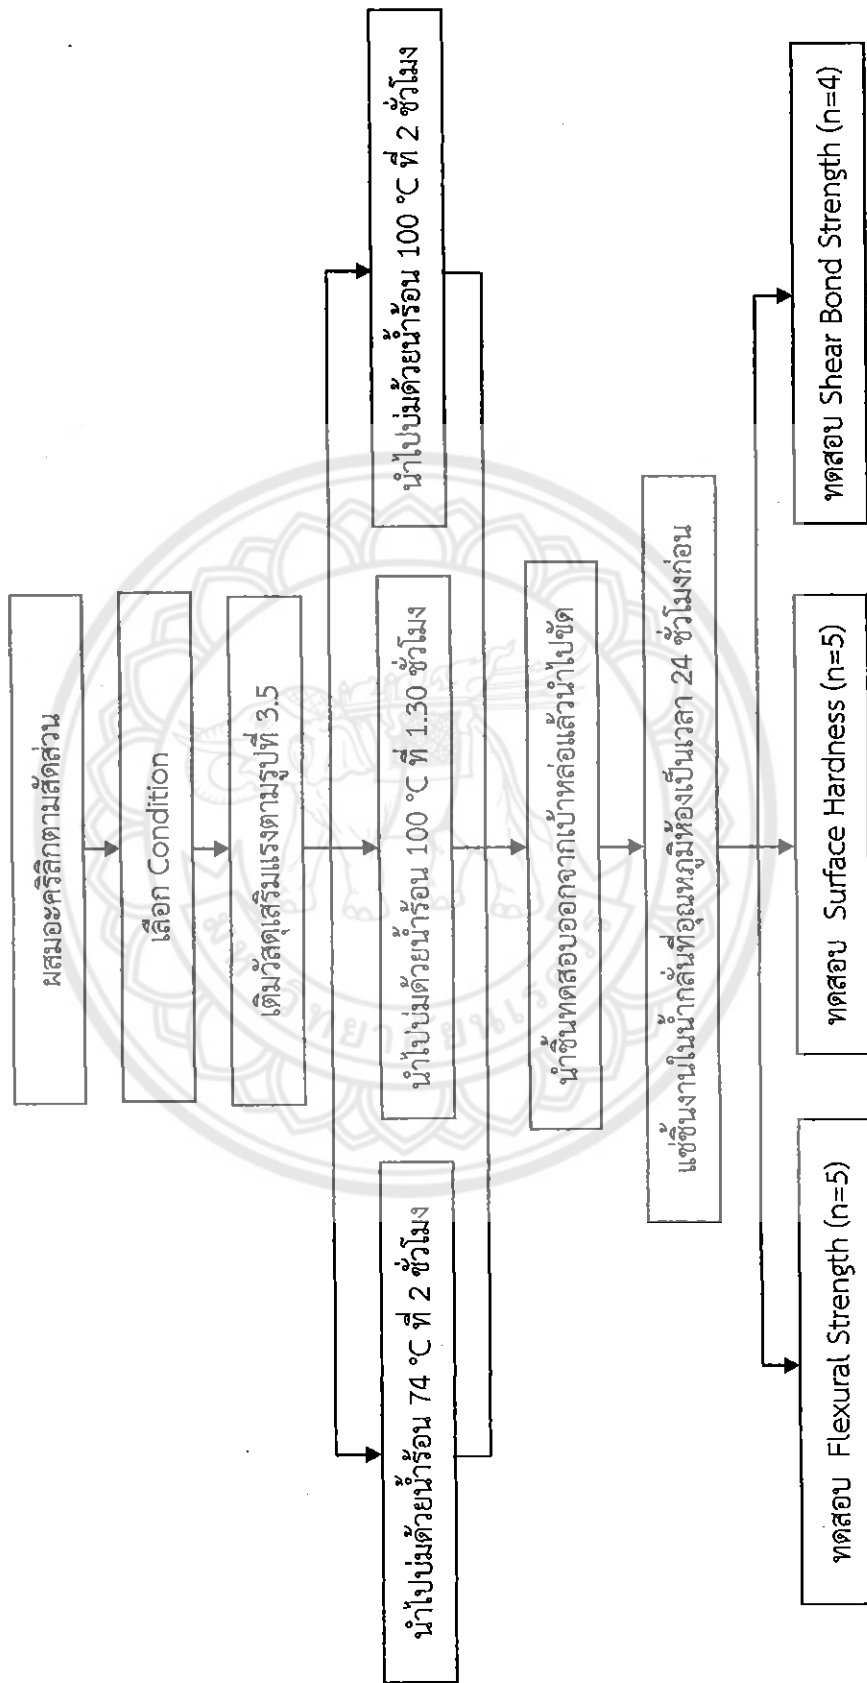 ผสมอะคริลิกตามสัดส่วน
เลือก Condition
เติมวัสดุเสริมแรงตามรูปที่ 3.5
นำไปบ่มด้วยน้ำร้อน 74 °C ที่ 2 ชั่วโมง
นำไปบ่มด้วยน้ำร้อน 100 °C ที่ 1.30 ชั่วโมง
นำไปบ่มด้วยน้ำร้อน 100 °C ที่ 2 ชั่วโมง
นำชิ้นทดสอบออกจากเบ้าหล่อแล้วนำไปขัด
แช่ชิ้นงานในน้ำกลั่นที่อุณหภูมิห้องเป็นเวลา 24 ชั่วโมงก่อน
ทดสอบ Flexural Strength (n=5)
ทดสอบ Surface Hardness (n=5)
ทดสอบ Shear Bond Strength (n=4)